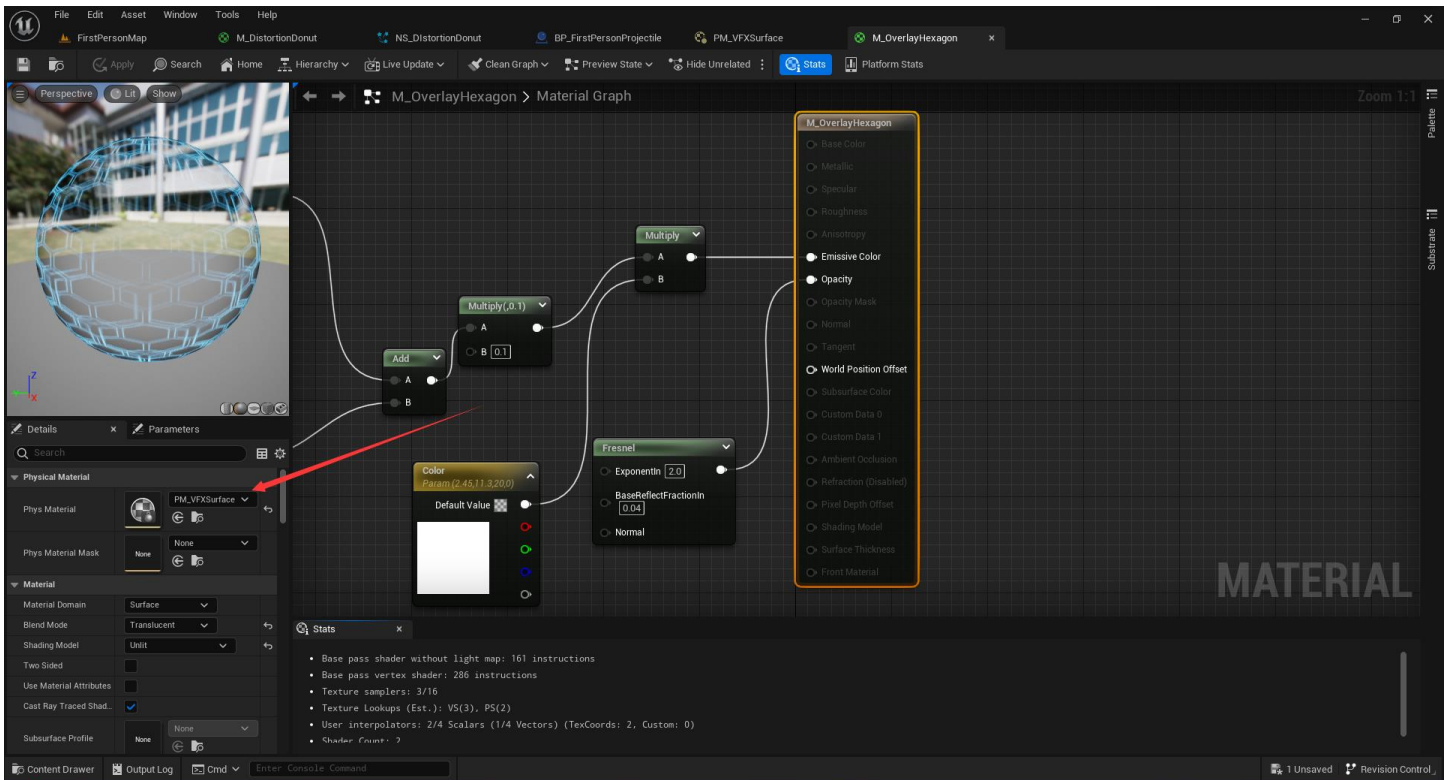 File Edit Asset Window Tools Help
FirstPersonMap M_DistortionDonut NS_DIstortionDonut BP_FirstPersonProjectile PM_VFXSurface M_OverlayHexagon
Apply Search Home Hierarchy Live Update Clean Graph Preview State Hide Unrelated Stats Platform Stats
Perspective Lit Show
M_OverlayHexagon > Material Graph Zoom 1:1
Palette
Substrate
M_OverlayHexagon
Base Color
Metallic
Specular
Roughness
Anisotropy
Emissive Color
Opacity
Opacity Mask
Normal
Tangent
World Position Offset
Subsurface Color
Custom Data 0
Custom Data 1
Ambient Occlusion
Refraction (Disabled)
Pixel Depth Offset
Shading Model
Surface Thickness
Front Material
Multiply
A
B
Multiply(,0.1)
A
B 0.1
Add
A
B
Color
Param (2.45,11.3,20,0)
Default Value
Fresnel
ExponentIn 2.0
BaseReflectFractionIn
0.04
Normal
MATERIAL
Z
X
Details Parameters
Search
Physical Material
Phys Material PM_VFXSurface
Phys Material Mask None None
Material
Material Domain Surface
Blend Mode Translucent
Shading Model Unlit
Two Sided
Use Material Attributes
Cast Ray Traced Shad..
Subsurface Profile None None
Stats
Base pass shader without light map: 161 instructions
Base pass vertex shader: 286 instructions
Texture samplers: 3/16
Texture Lookups (Est.): VS(3), PS(2)
User interpolators: 2/4 Scalars (1/4 Vectors) (TexCoords: 2, Custom: 0)
Shader Count: 2
Content Drawer Output Log Cmd Enter Console Command 1 Unsaved Revision Control